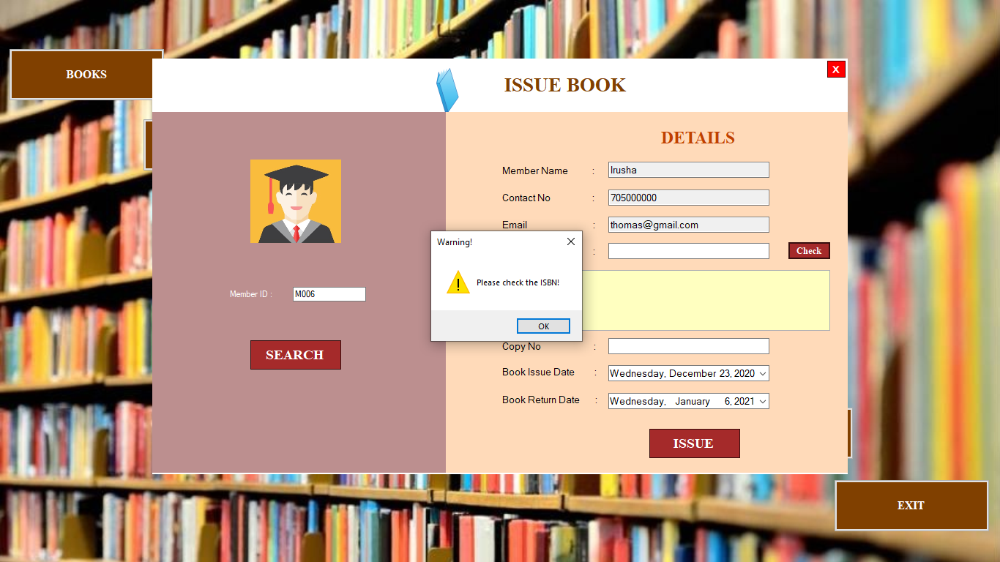 BOOKS
X
ISSUE BOOK
DETAILS
Member Name : Irusha
Contact No : 705000000
Email : thomas@gmail.com
: Check
Warning!
Please check the ISBN!
OK
Member ID : M006
SEARCH
Copy No :
Book Issue Date : Wednesday, December 23, 2020
Book Return Date : Wednesday, January 6, 2021
ISSUE
EXIT